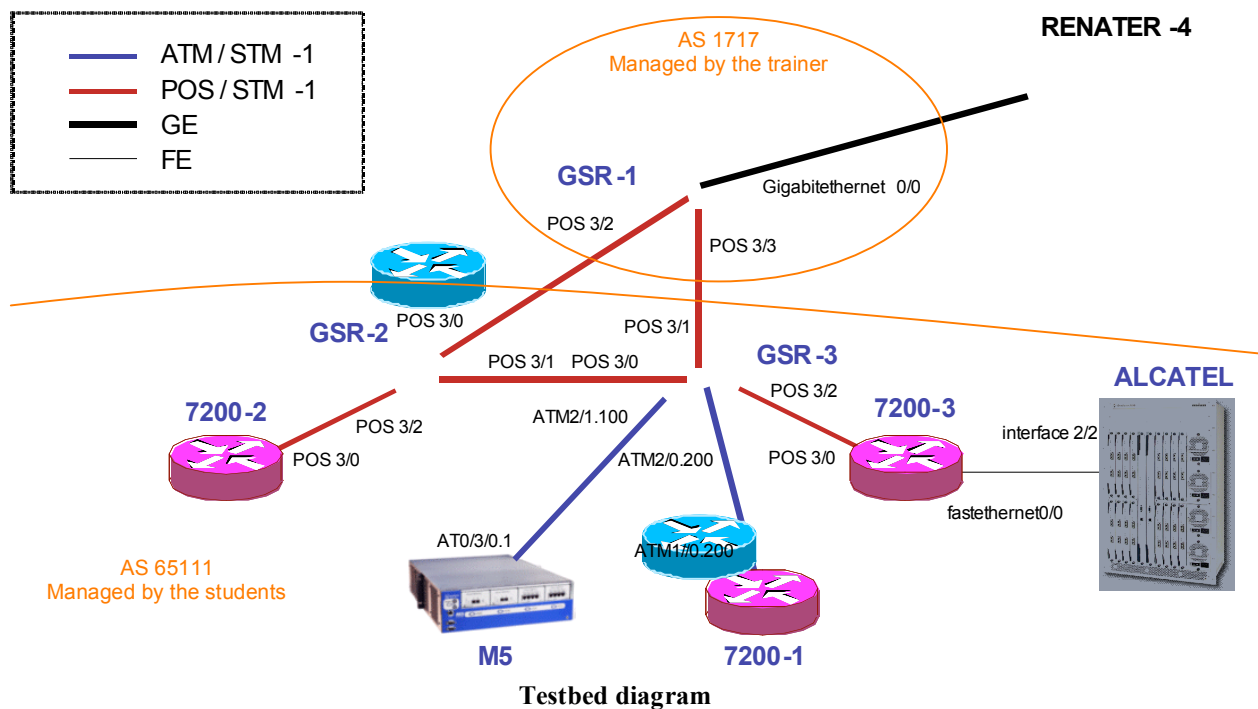 RENATER -4
ATM / STM -1
POS / STM -1
GE
FE
AS 1717
Managed by the trainer
GSR -1
Gigabitethernet 0/0
POS 3/2
POS 3/3
POS 3/0
GSR-2
POS 3/1
GSR-3
POS 3/1
POS 3/0
ALCATEL
7200 -2
POS 3/2
7200 -3
POS 3/2
ATM2/1.100
interface 2/2
POS 3/0
ATM2/0.200
POS 3/0
fastethernet0/0
AT0/3/0.1
ATM1//0.200
AS 65111
Managed by the students
M5
7200 -1
Testbed diagram